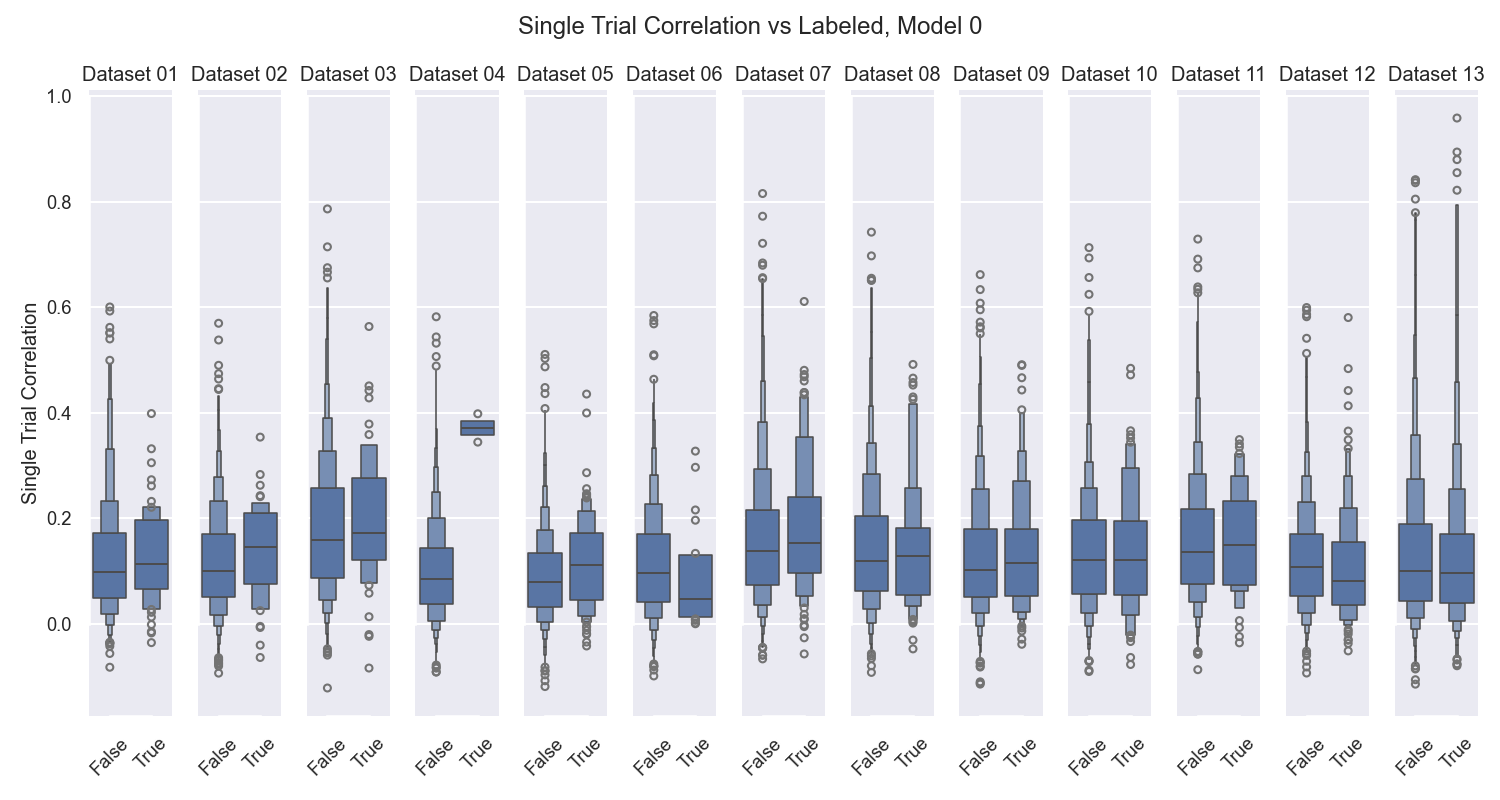 Single Trial Correlation vs Labeled, Model 0
Dataset 01 Dataset 02 Dataset 03 Dataset 04 Dataset 05 Dataset 06 Dataset 07 Dataset 08 Dataset 09 Dataset 10 Dataset 11 Dataset 12 Dataset 13
1.0
0.8
0.6
0.4
0.2
0.0
Single Trial Correlation
False True False True False True False True False True False True False True False True False True False True False True False True False True